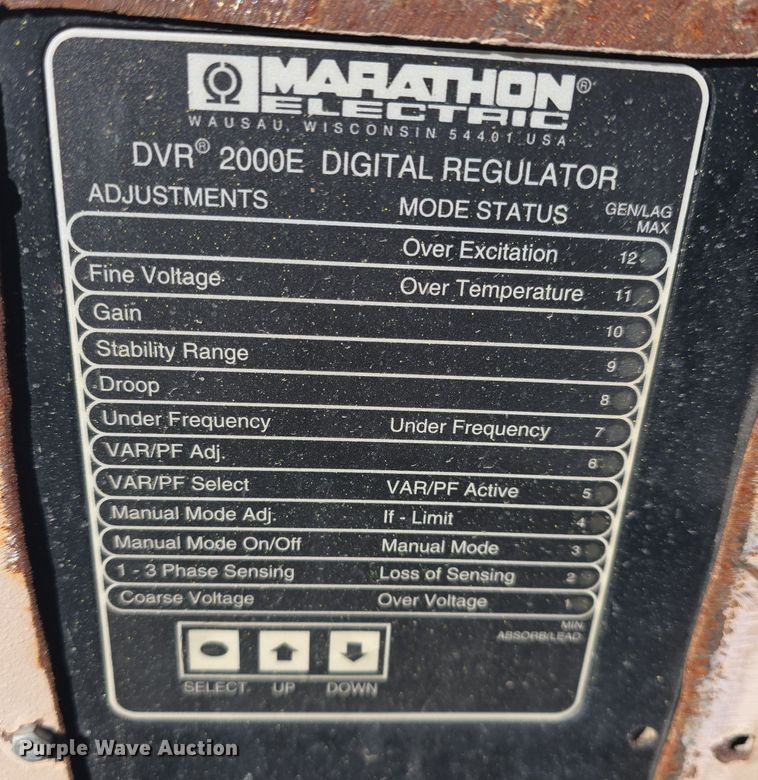 MARATHON®
ELECTRIC
WAUSAU, WISCONSIN 54401 USA
DVR® 2000E DIGITAL REGULATOR
ADJUSTMENTS MODE STATUS GEN/LAG
MAX
Over Excitation 12
Fine Voltage Over Temperature 11
Gain 10
Stability Range 9
Droop 8
Under Frequency Under Frequency 7
VAR/PF Adj. 6
VAR/PF Select VAR/PF Active 5
Manual Mode Adj. If - Limit 4
Manual Mode On/Off Manual Mode 3
1 - 3 Phase Sensing Loss of Sensing 2
Coarse Voltage Over Voltage 1
MIN
ABSORB/LEAD
SELECT UP DOWN
Purple Wave Auction